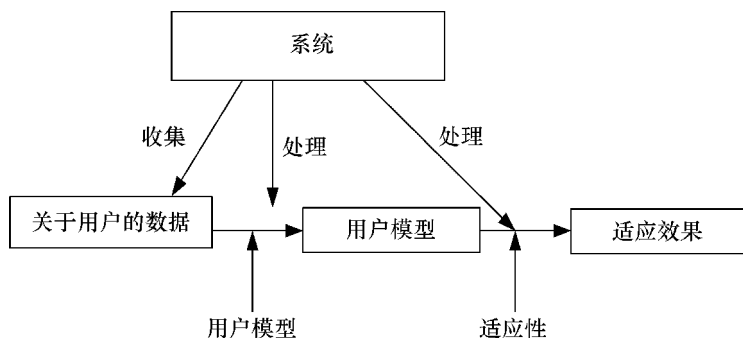 系统
收集
处理
处理
关于用户的数据
用户模型
适应效果
用户模型
适应性